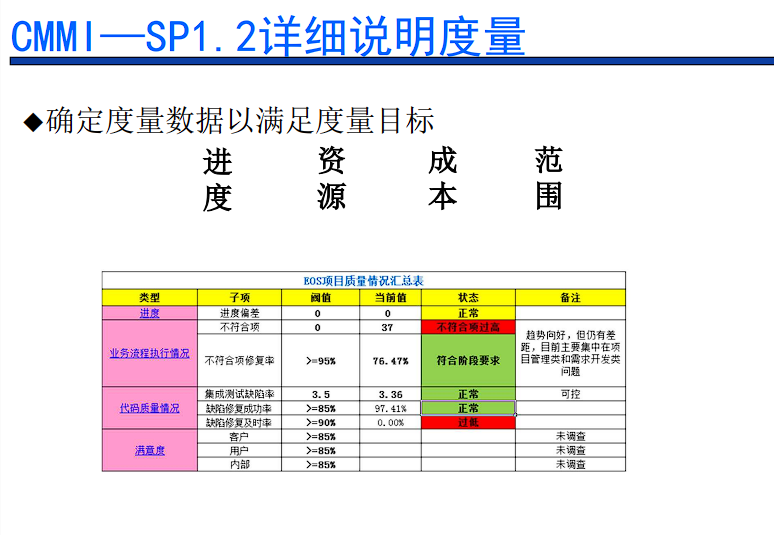 CMMI—SP1.2详细说明度量
◆确定度量数据以满足度量目标
进度 资源 成本 范围
EOS项目质量情况汇总表
类型 子项 阀值 当前值 状态 备注
进度 进度偏差 0 0 正常
业务流程执行情况 不符合项 0 37 不符合项过高 趋势向好，但仍有差
距，目前主要集中在项
目管理类和需求开发类
问题
不符合项修复率 >=95% 76.47% 符合阶段要求
代码质量情况 集成测试缺陷率 3.5 3.36 正常 可控
缺陷修复成功率 >=85% 97.41% 正常
缺陷修复及时率 >=90% 0.00% 过低
满意度 客户 >=85% 未调查
用户 >=85% 未调查
内部 >=85% 未调查